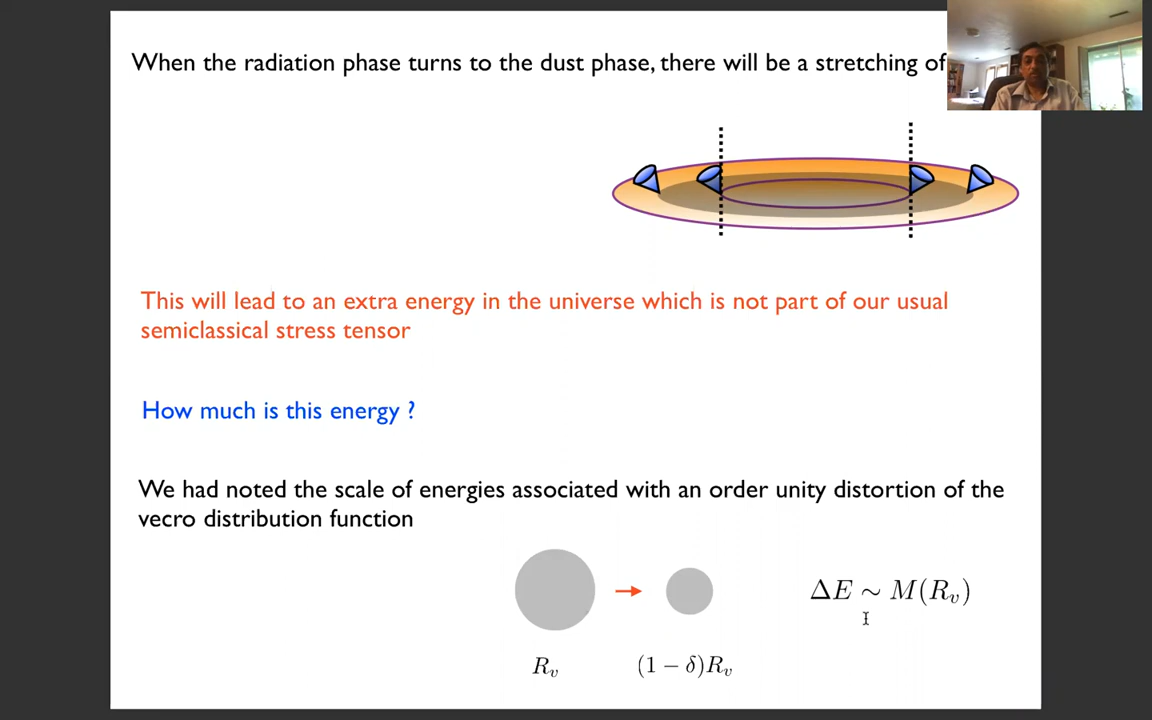 When the radiation phase turns to the dust phase, there will be a stretching of
This will lead to an extra energy in the universe which is not part of our usual
semiclassical stress tensor
How much is this energy ?
We had noted the scale of energies associated with an order unity distortion of the
vecro distribution function
ΔE ∼ M(Rᵥ)
Rᵥ
(1 − δ)Rᵥ